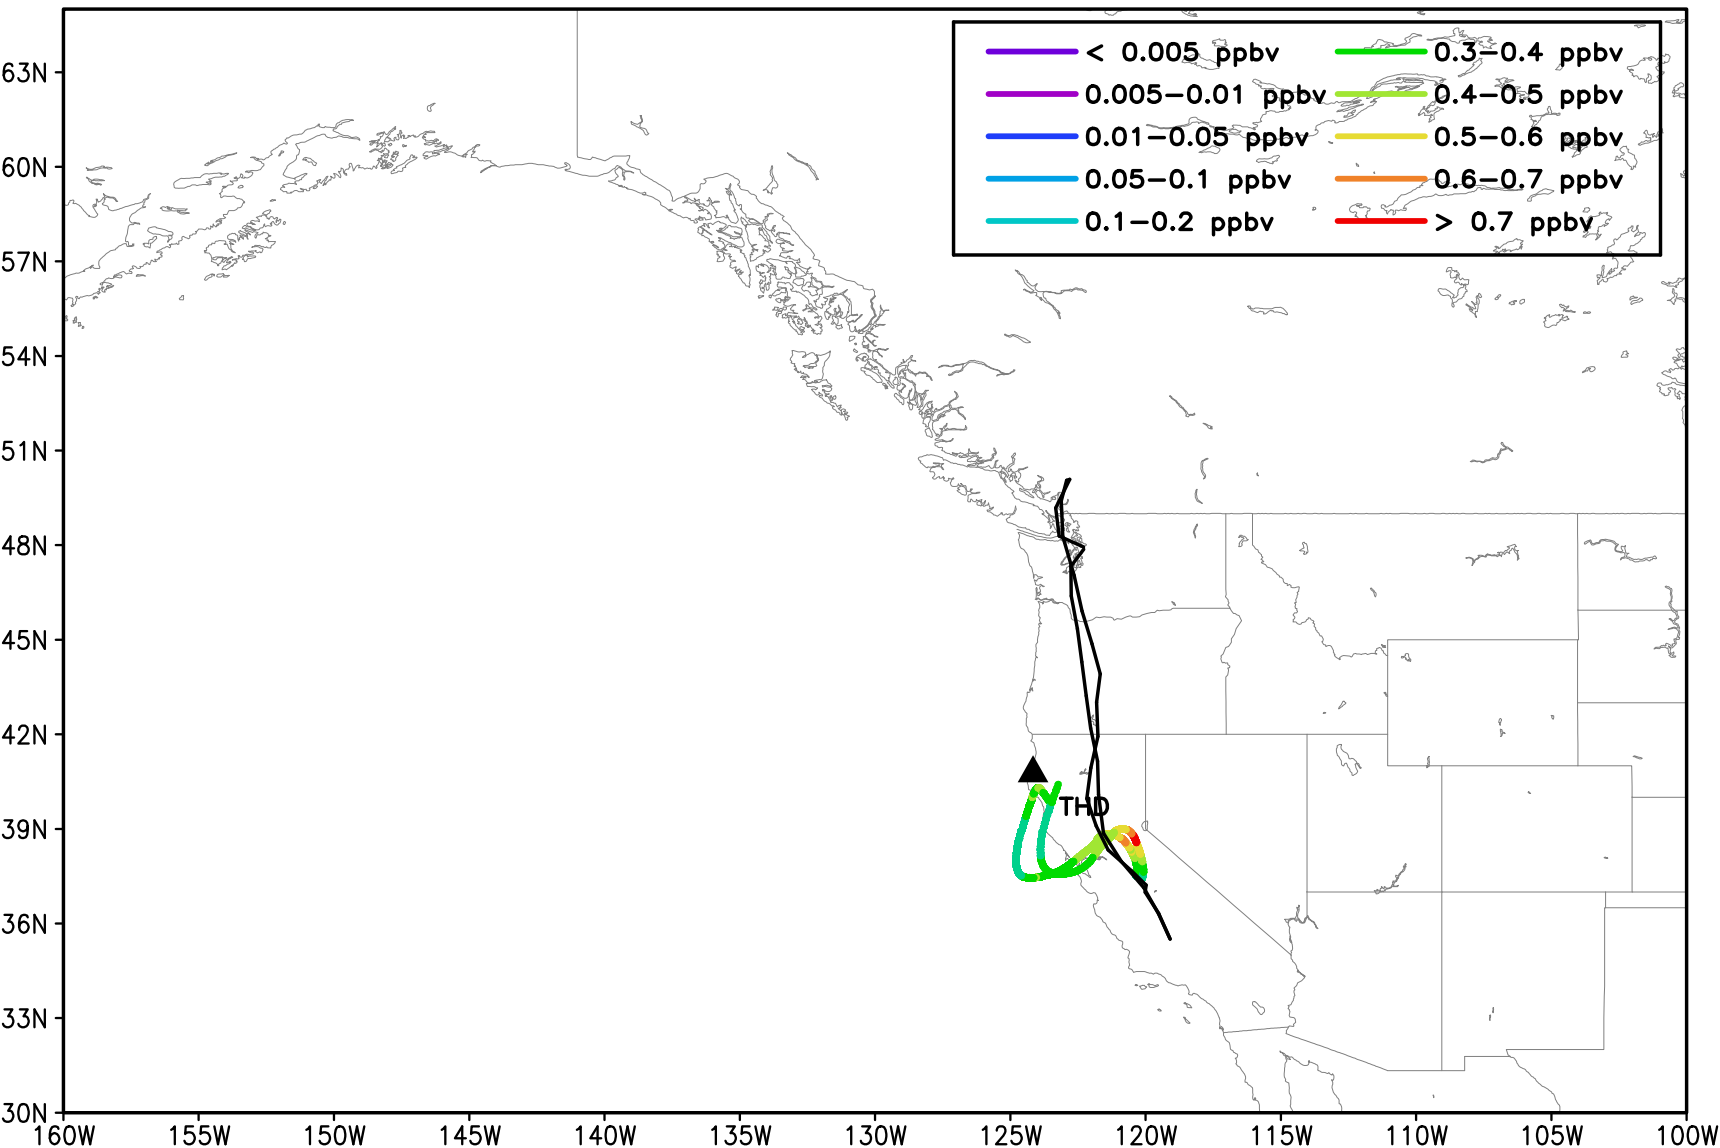 63N
60N
57N
54N
51N
48N
45N
42N
39N
36N
33N
30N
< 0.005 ppbv
0.005-0.01 ppbv
0.01-0.05 ppbv
0.05-0.1 ppbv
0.1-0.2 ppbv
0.3-0.4 ppbv
0.4-0.5 ppbv
0.5-0.6 ppbv
0.6-0.7 ppbv
> 0.7 ppbv
THD
160W 155W 150W 145W 140W 135W 130W 125W 120W 115W 110W 105W 100W